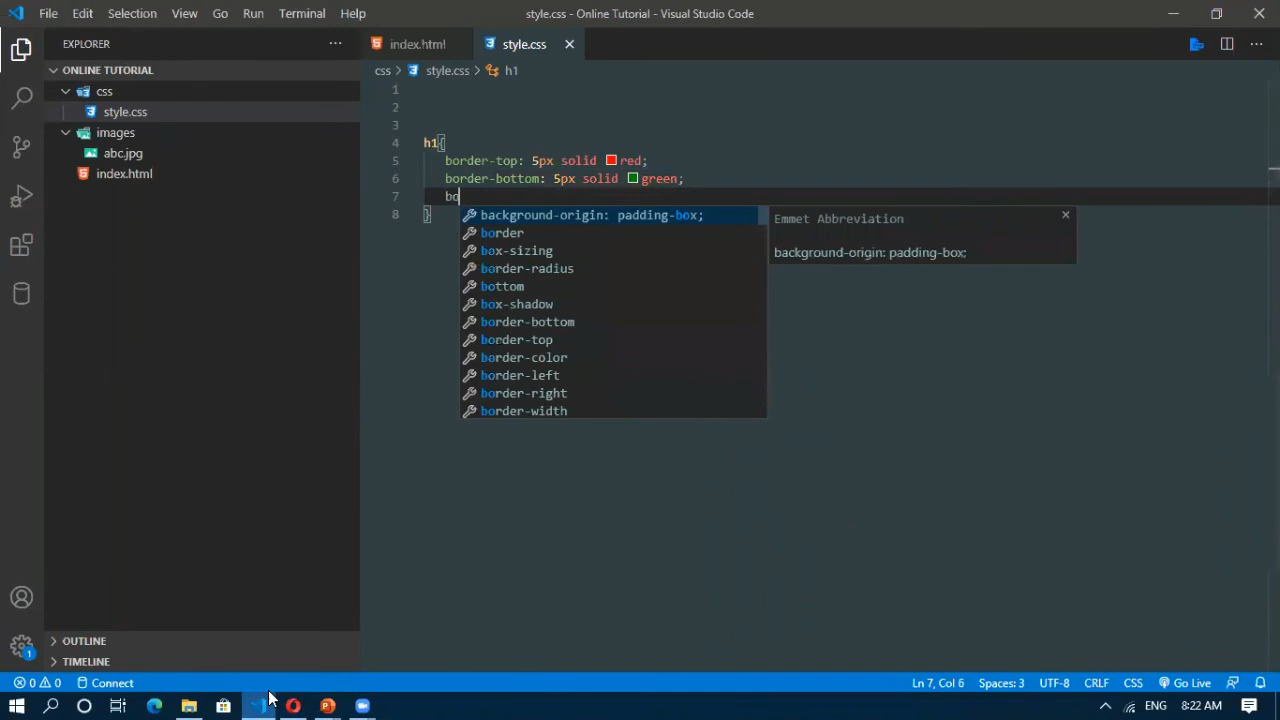 File Edit Selection View Go Run Terminal Help style.css - Online Tutorial - Visual Studio Code
EXPLORER
ONLINE TUTORIAL
css
style.css
images
abc.jpg
index.html
OUTLINE
TIMELINE
index.html style.css
css > style.css > h1
1
2
3
4 h1{
5 border-top: 5px solid red;
6 border-bottom: 5px solid green;
7 bo
8 }
background-origin: padding-box;
border
box-sizing
border-radius
bottom
box-shadow
border-bottom
border-top
border-color
border-left
border-right
border-width
Emmet Abbreviation
background-origin: padding-box;
1
0 0 Connect Ln 7, Col 6 Spaces: 3 UTF-8 CRLF CSS Go Live
ENG 8:22 AM